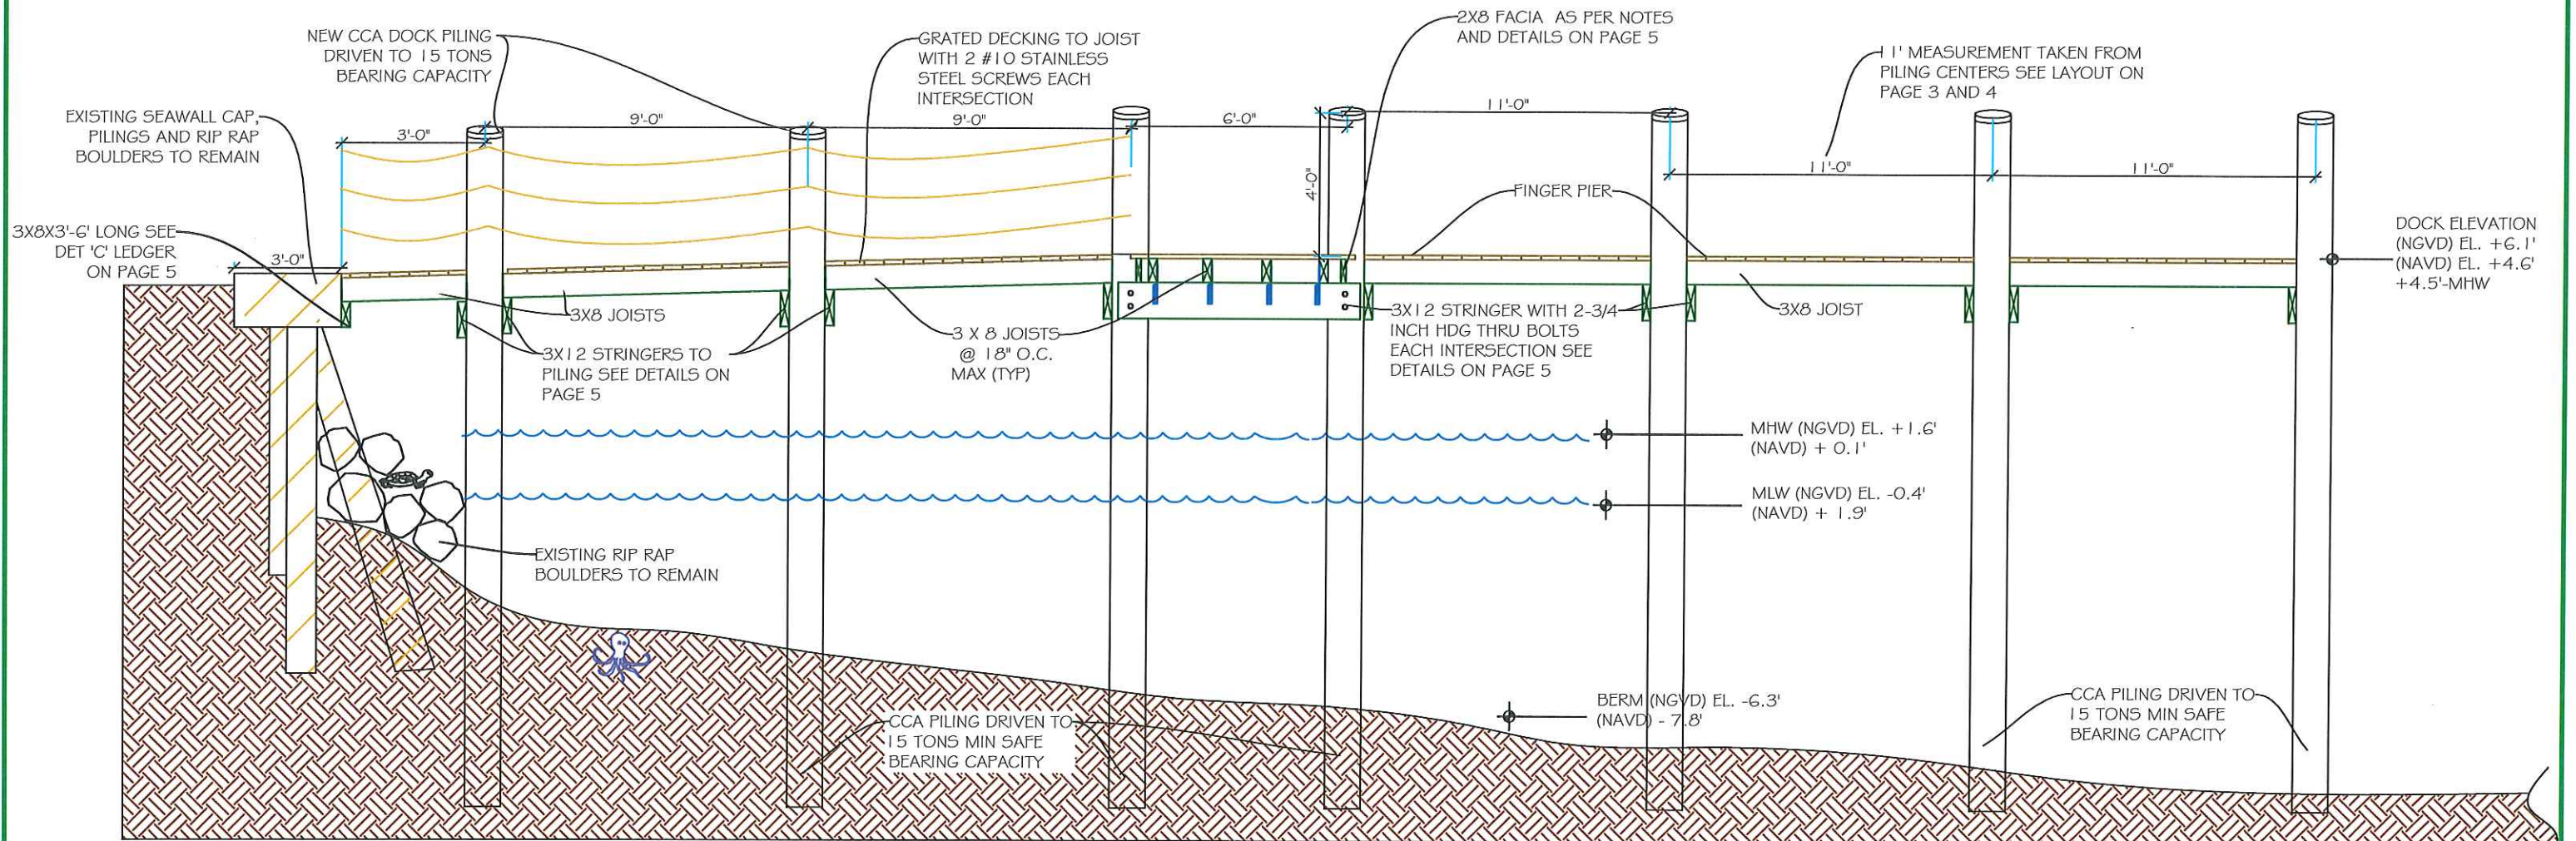 NEW CCA DOCK PILING
DRIVEN TO 15 TONS
BEARING CAPACITY
GRATED DECKING TO JOIST
WITH 2 #10 STAINLESS
STEEL SCREWS EACH
INTERSECTION
2X8 FACIA AS PER NOTES
AND DETAILS ON PAGE 5
11' MEASUREMENT TAKEN FROM
PILING CENTERS SEE LAYOUT ON
PAGE 3 AND 4
EXISTING SEAWALL CAP,
PILINGS AND RIP RAP
BOULDERS TO REMAIN
3'-0"
9'-0"
9'-0"
6'-0"
11'-0"
11'-0"
11'-0"
4'-0"
FINGER PIER
3X8X3'-6' LONG SEE
DET 'C' LEDGER
ON PAGE 5
3'-0"
DOCK ELEVATION
(NGVD) EL. +6.1'
(NAVD) EL. +4.6'
+4.5'-MHW
3X8 JOISTS
3X12 STRINGERS TO
PILING SEE DETAILS ON
PAGE 5
3 X 8 JOISTS
@ 18" O.C.
MAX (TYP)
3X12 STRINGER WITH 2-3/4
INCH HDG THRU BOLTS
EACH INTERSECTION SEE
DETAILS ON PAGE 5
3X8 JOIST
MHW (NGVD) EL. +1.6'
(NAVD) + 0.1'
MLW (NGVD) EL. -0.4'
(NAVD) + 1.9'
EXISTING RIP RAP
BOULDERS TO REMAIN
BERM (NGVD) EL. -6.3'
(NAVD) - 7.8'
CCA PILING DRIVEN TO
15 TONS MIN SAFE
BEARING CAPACITY
CCA PILING DRIVEN TO
15 TONS MIN SAFE
BEARING CAPACITY